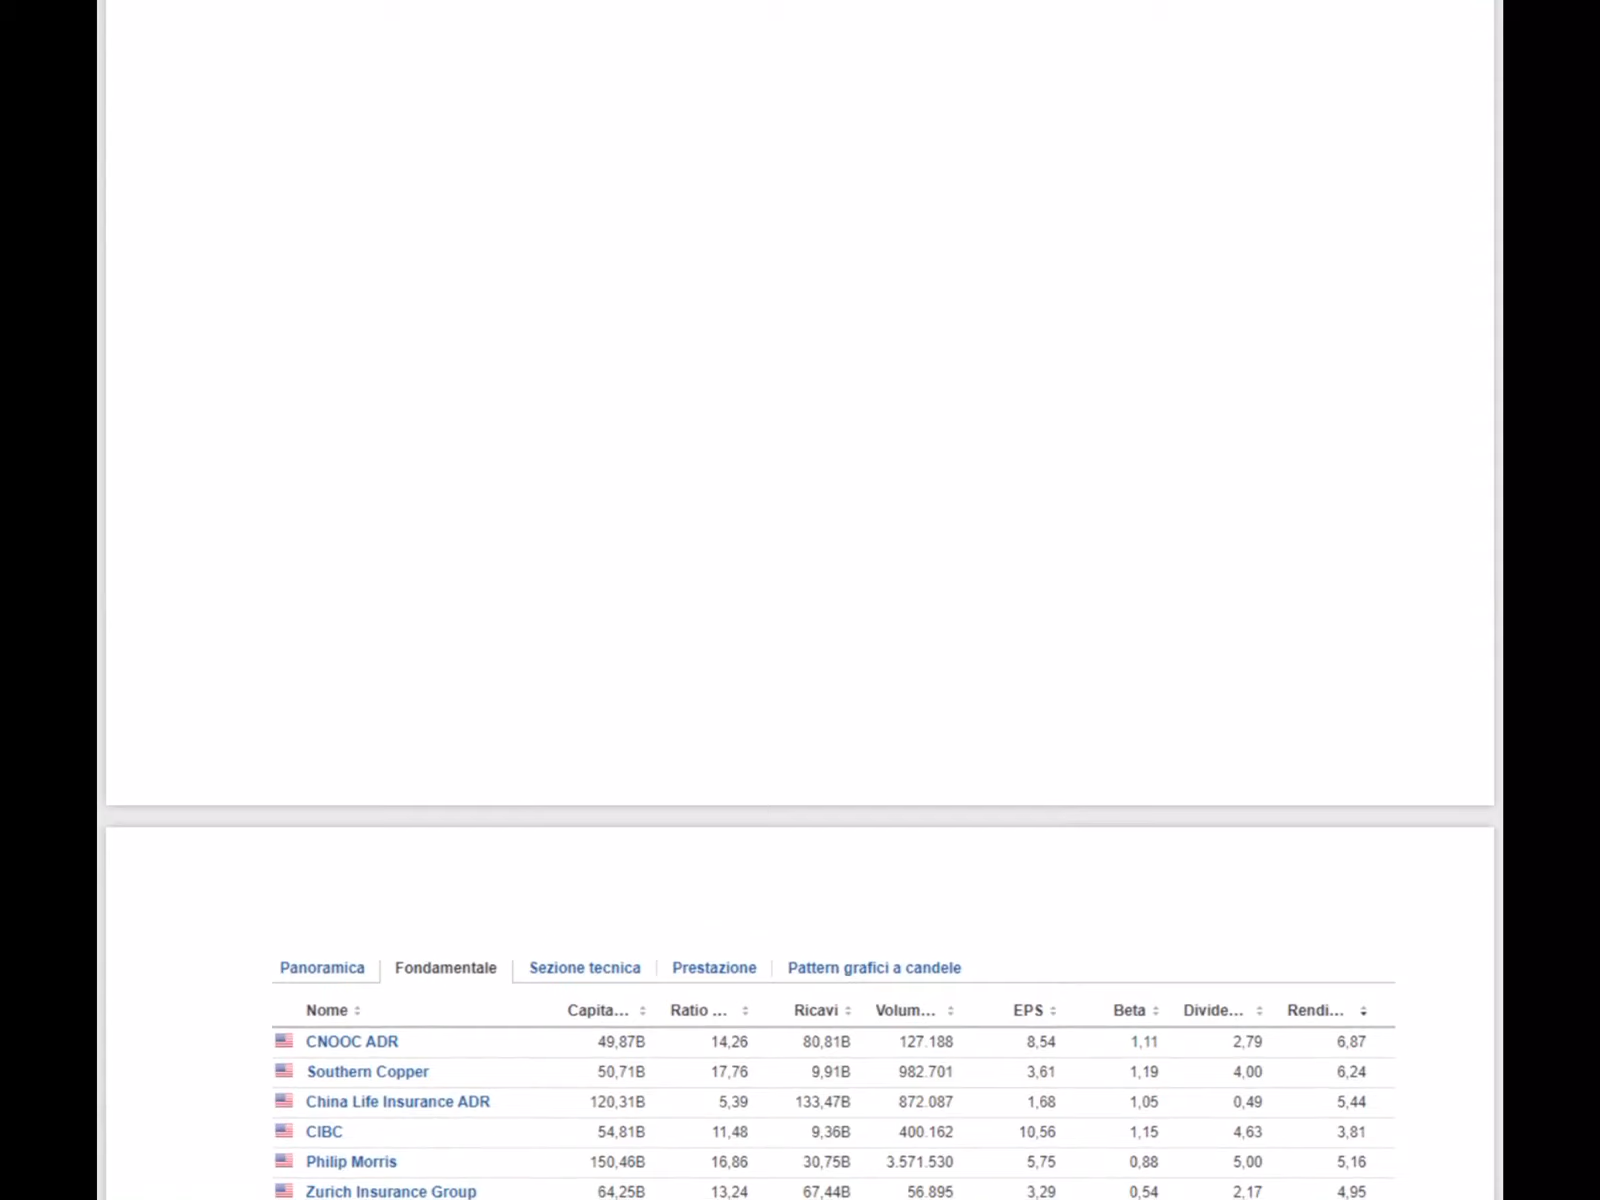 Panoramica Fondamentale Sezione tecnica Prestazione Pattern grafici a candele
Nome Capita... Ratio ... Ricavi Volum... EPS Beta Divide... Rendi...
CNOOC ADR 49,87B 14,26 80,81B 127.188 8,54 1,11 2,79 6,87
Southern Copper 50,71B 17,76 9,91B 982.701 3,61 1,19 4,00 6,24
China Life Insurance ADR 120,31B 5,39 133,47B 872.087 1,68 1,05 0,49 5,44
CIBC 54,81B 11,48 9,36B 400.162 10,56 1,15 4,63 3,81
Philip Morris 150,46B 16,86 30,75B 3.571.530 5,75 0,88 5,00 5,16
Zurich Insurance Group 64,25B 13,24 67,44B 56.895 3,29 0,54 2,17 4,95